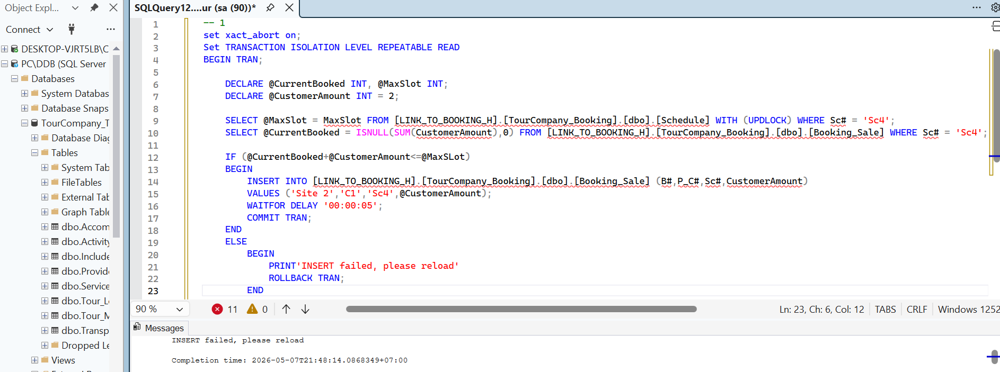 Object Expl...
SQLQuery12....ur (sa (90))*
Connect
DESKTOP-VJRT5LB\C
PC\DDB (SQL Server
Databases
System Databas
Database Snaps
TourCompany_T
Database Diag
Tables
System Tab
FileTables
External Tab
Graph Table
dbo.Accom
dbo.Activity
dbo.Include
dbo.Provide
dbo.Service
dbo.Tour_L
dbo.Tour_M
dbo.Transp
Dropped Le
Views
1 -- 1
2 set xact_abort on;
3 Set TRANSACTION ISOLATION LEVEL REPEATABLE READ
4 BEGIN TRAN;
5
6 DECLARE @CurrentBooked INT, @MaxSlot INT;
7 DECLARE @CustomerAmount INT = 2;
8
9 SELECT @MaxSlot = MaxSlot FROM [LINK_TO_BOOKING_H].[TourCompany_Booking].[dbo].[Schedule] WITH (UPDLOCK) WHERE Sc# = 'Sc4';
10 SELECT @CurrentBooked = ISNULL(SUM(CustomerAmount),0) FROM [LINK_TO_BOOKING_H].[TourCompany_Booking].[dbo].[Booking_Sale] WHERE Sc# = 'Sc4';
11
12 IF (@CurrentBooked+@CustomerAmount<=@MaxSLot)
13 BEGIN
14 INSERT INTO [LINK_TO_BOOKING_H].[TourCompany_Booking].[dbo].[Booking_Sale] (B#,P_C#,Sc#,CustomerAmount)
15 VALUES ('Site 2','C1','Sc4',@CustomerAmount);
16 WAITFOR DELAY '00:00:05';
17 COMMIT TRAN;
18 END
19 ELSE
20 BEGIN
21 PRINT'INSERT failed, please reload'
22 ROLLBACK TRAN;
23 END
90 % 11 0 Ln: 23, Ch: 6, Col: 12 TABS CRLF Windows 1252
Messages
INSERT failed, please reload
Completion time: 2026-05-07T21:48:14.0868349+07:00